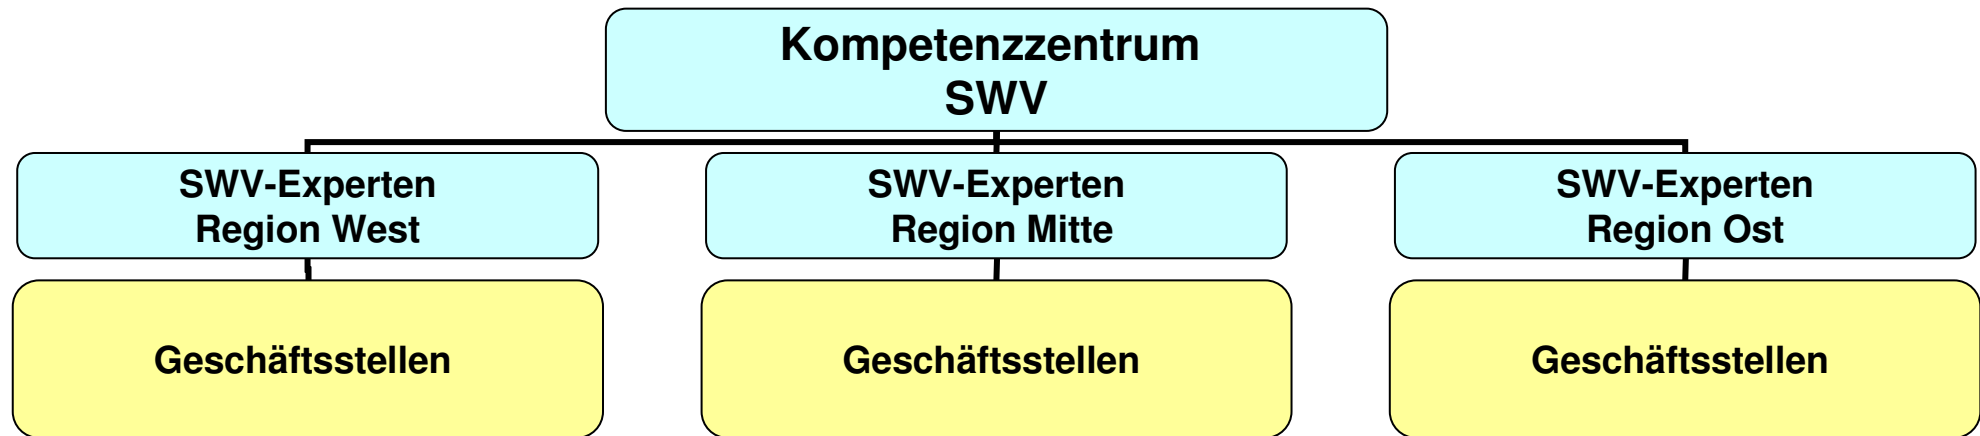 Kompetenzzentrum
SWV
SWV-Experten
Region West
SWV-Experten
Region Mitte
SWV-Experten
Region Ost
Geschäftsstellen
Geschäftsstellen
Geschäftsstellen